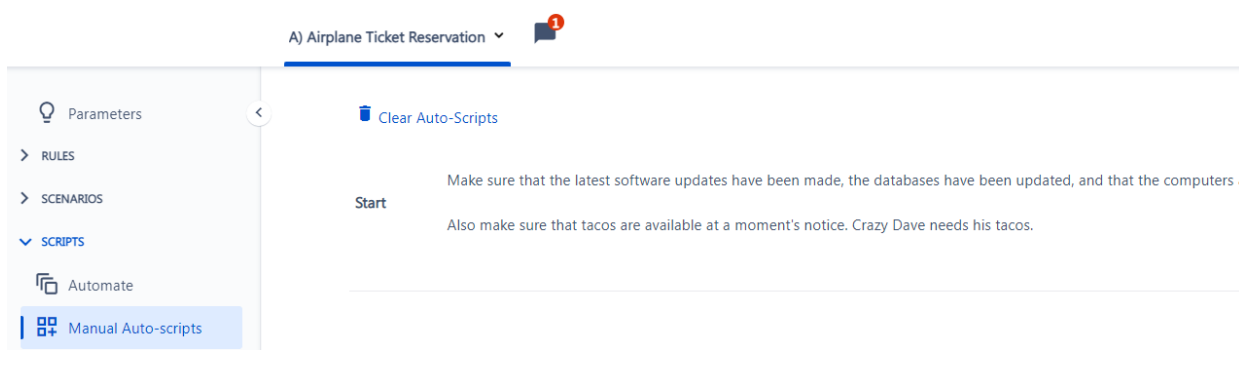 A) Airplane Ticket Reservation
1
Parameters
Clear Auto-Scripts
RULES
Make sure that the latest software updates have been made, the databases have been updated, and that the computers
SCENARIOS
Start
Also make sure that tacos are available at a moment's notice. Crazy Dave needs his tacos.
SCRIPTS
Automate
Manual Auto-scripts